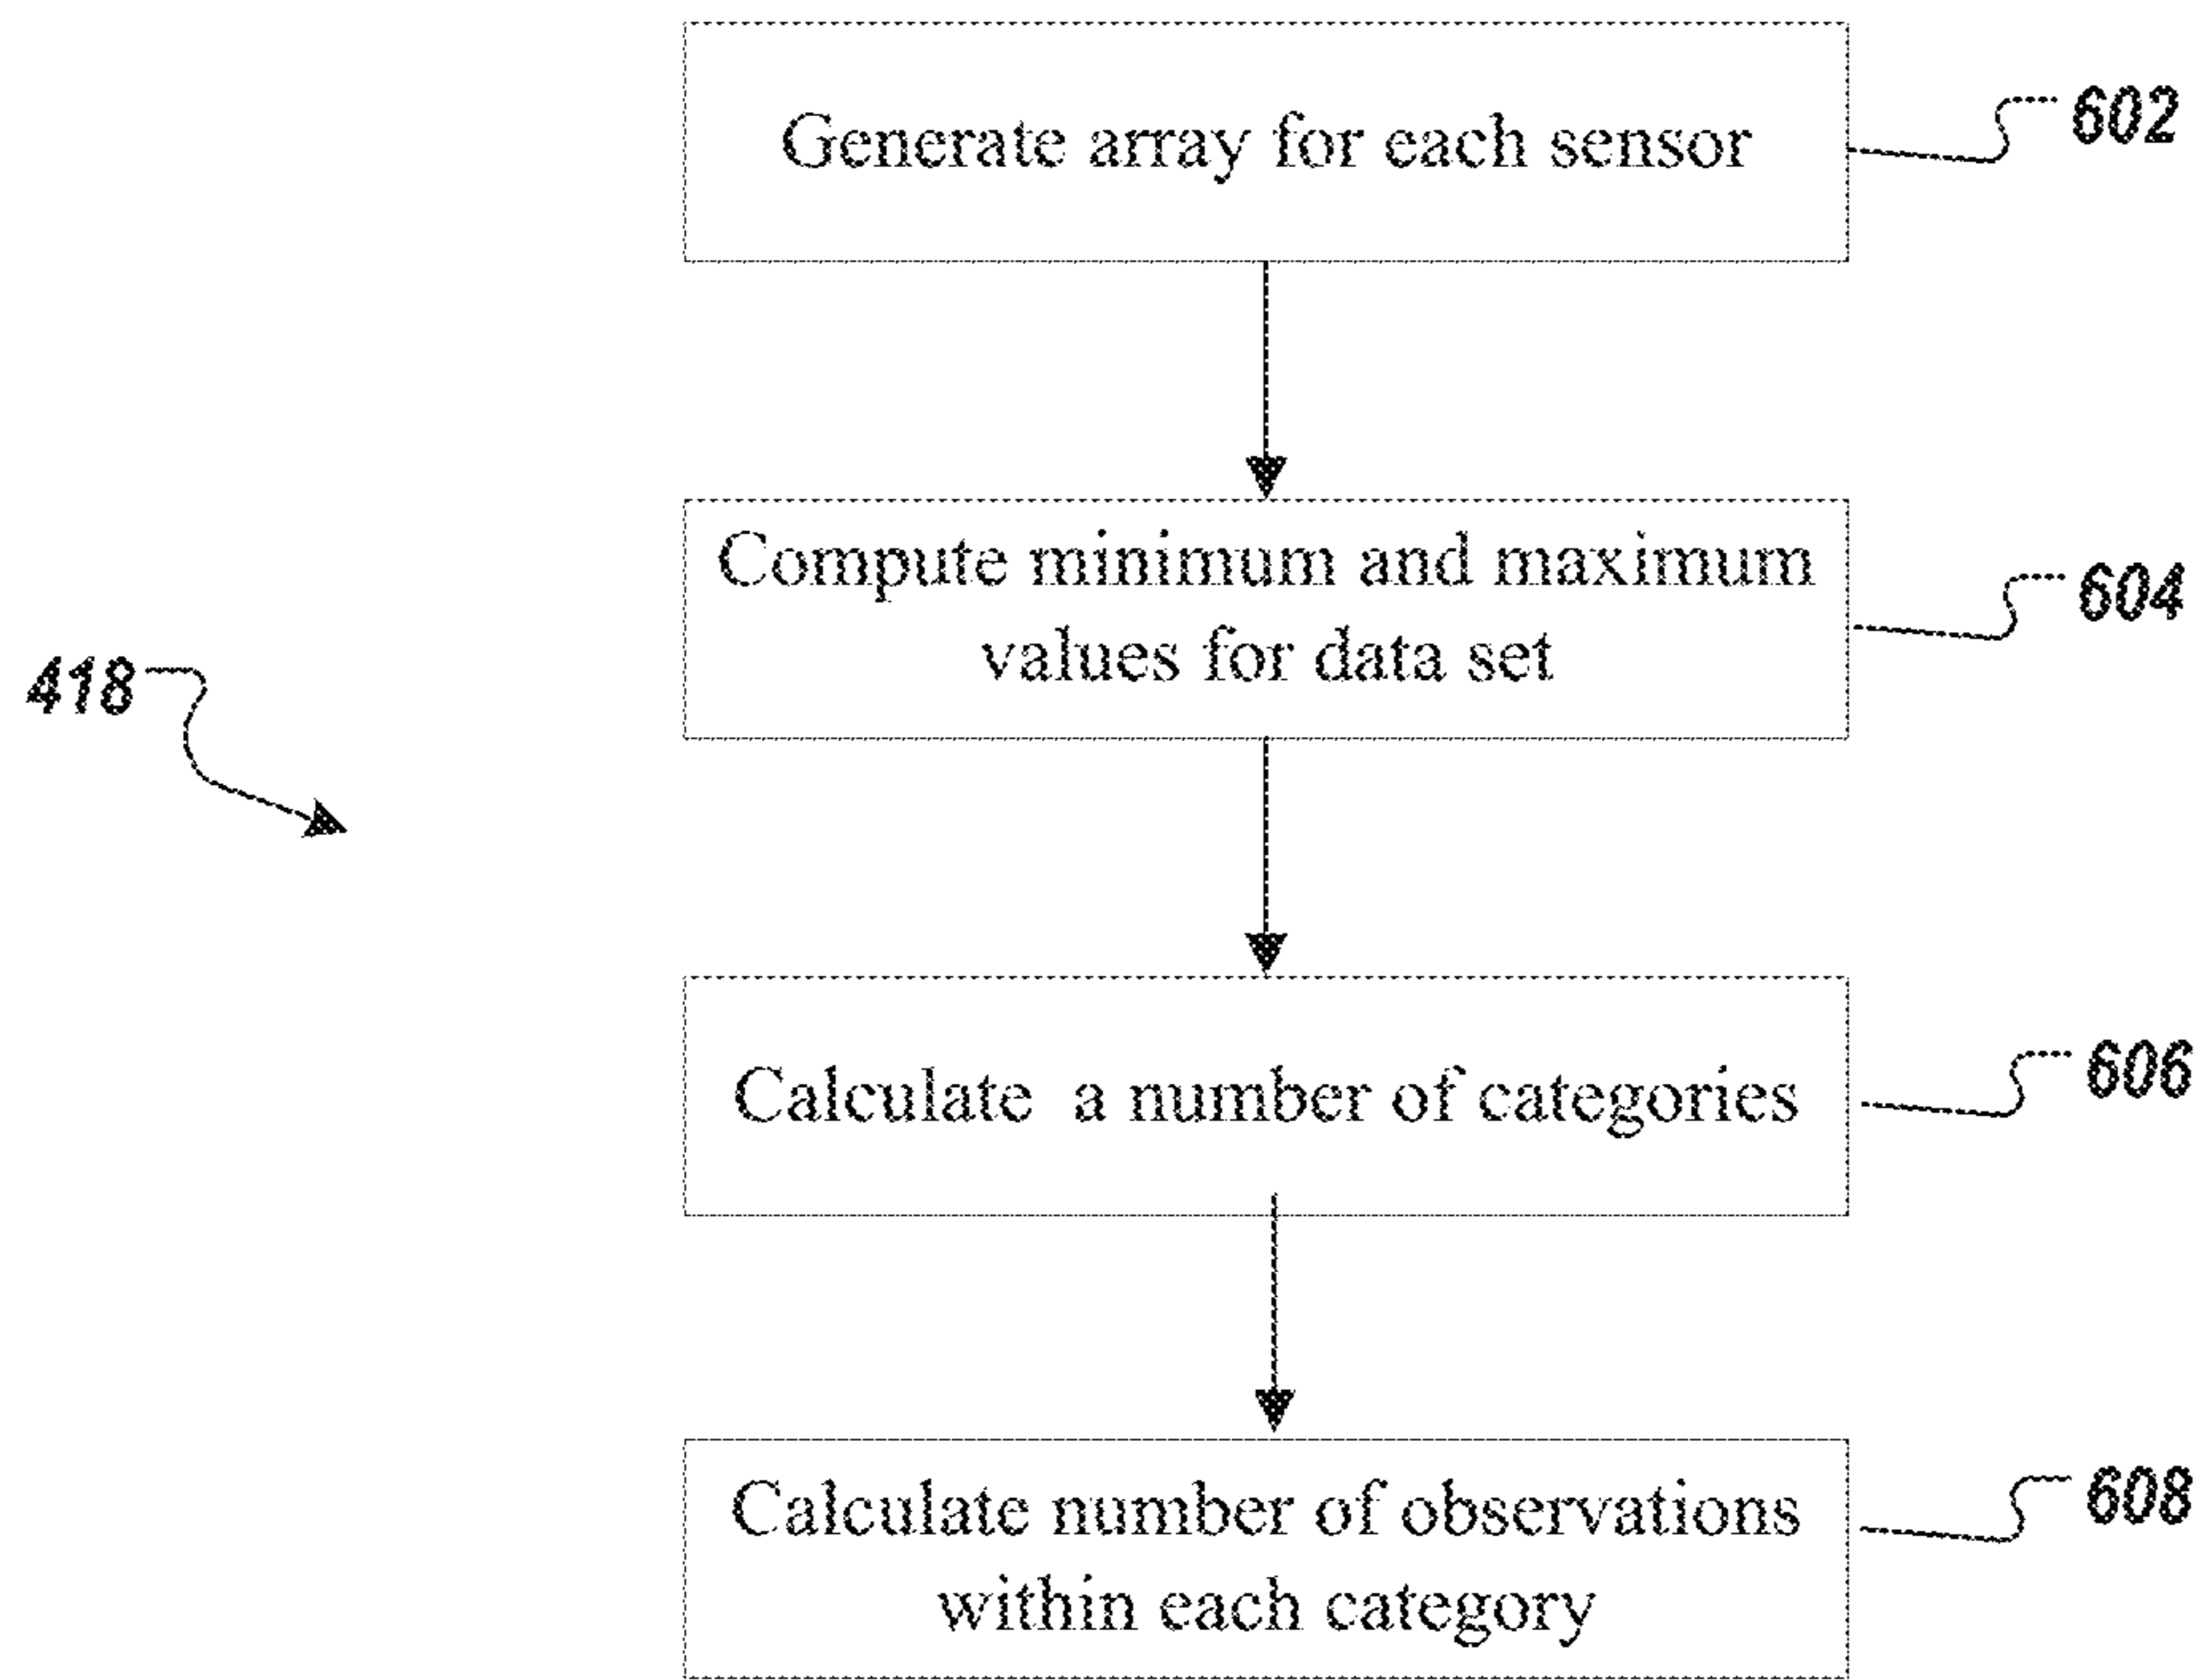 Generate array for each sensor
602
Compute minimum and maximum
values for data set
604
418
Calculate a number of categories
606
Calculate number of observations
within each category
608